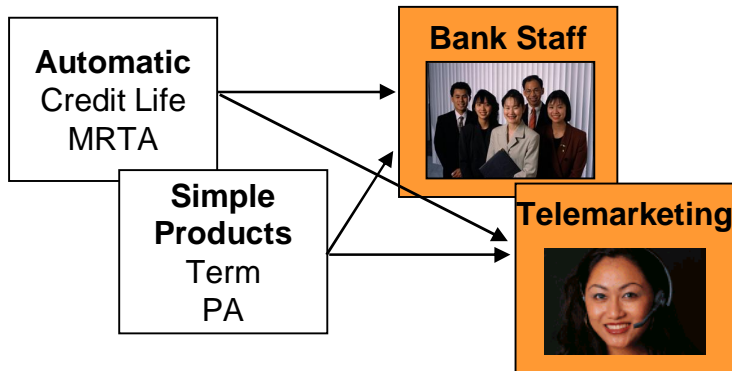 Automatic
Credit Life
MRTA
Simple
Products
Term
PA
Bank Staff
Telemarketing